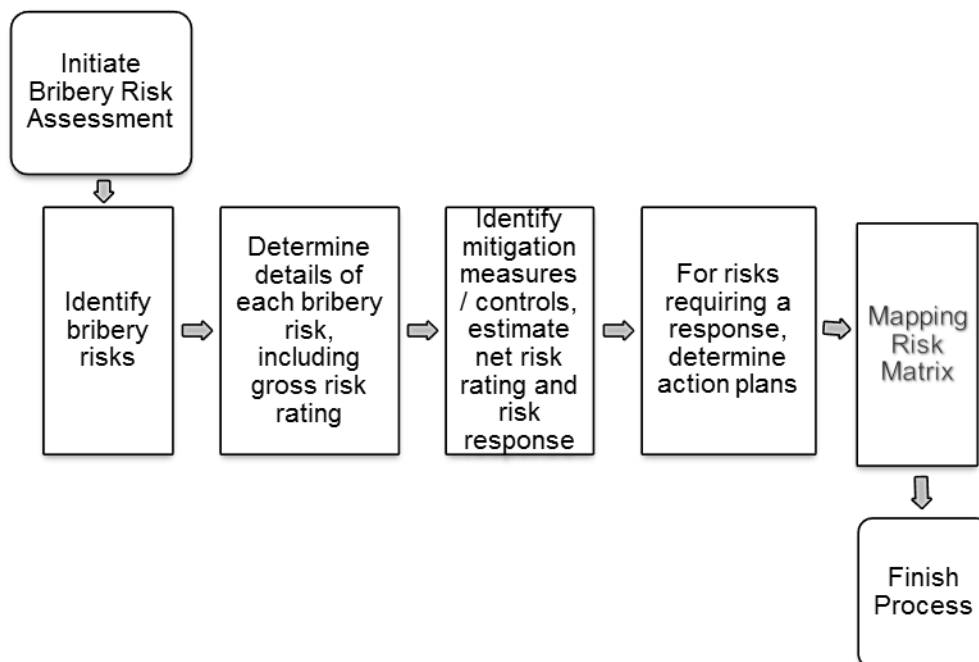 Initiate
Bribery Risk
Assessment
Identify
bribery
risks
Determine
details of
each bribery
risk,
including
gross risk
rating
Identify
mitigation
measures
/ controls,
estimate
net risk
rating and
risk
response
For risks
requiring a
response,
determine
action plans
Mapping
Risk
Matrix
Finish
Process